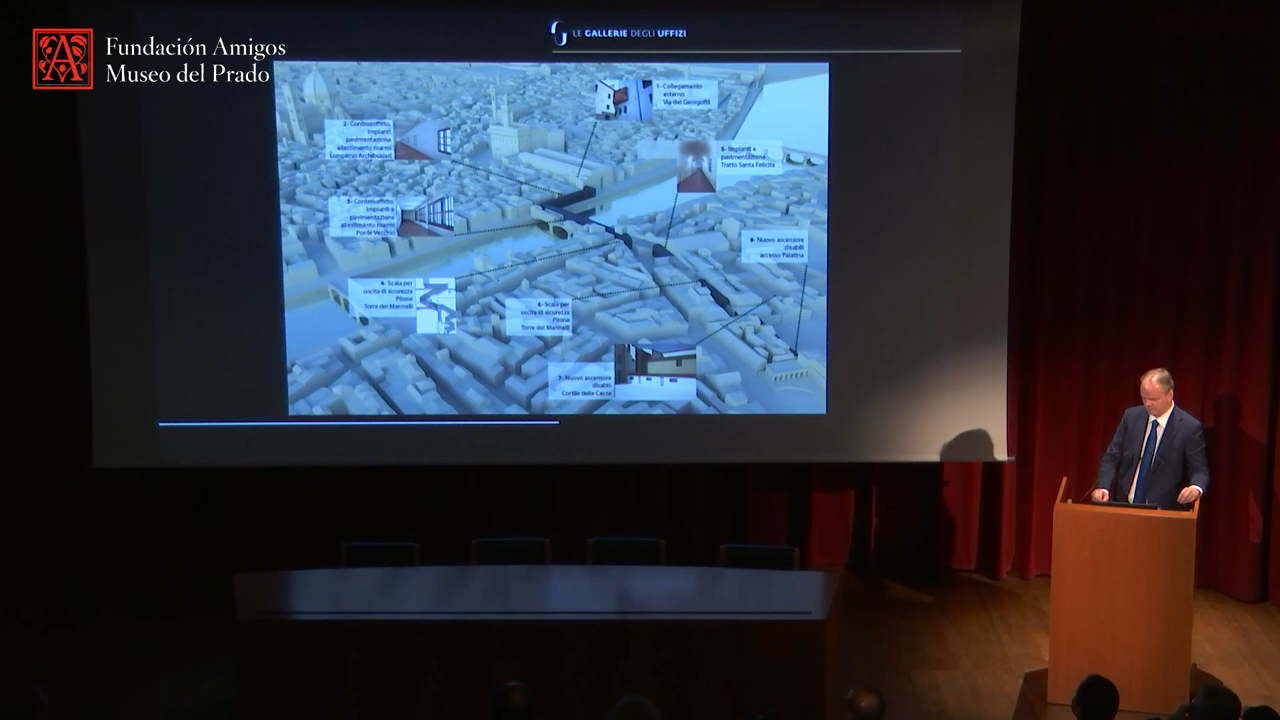 Fundación Amigos
Museo del Prado
LE GALLERIE DEGLI UFFIZI
1- Collegamento
esterno
Via dei Georgofili
2- Controsoffitto,
impianti
pavimentazione
allestimento marmi
Lungarno Archibusieri
5- Impianti e
pavimentazione
Tratto Santa Felicita
3- Controsoffitto,
impianti e
pavimentazione
allestimento marmi
Ponte Vecchio
8- Nuovo ascensore
disabili
accesso Palatina
4- Scala per
uscita di sicurezza
Pilone
Torre dei Mannelli
6- Scala per
uscita di sicurezza
Pilone
Torre dei Mannelli
7- Nuovo ascensore
disabili
Cortile delle Cacce